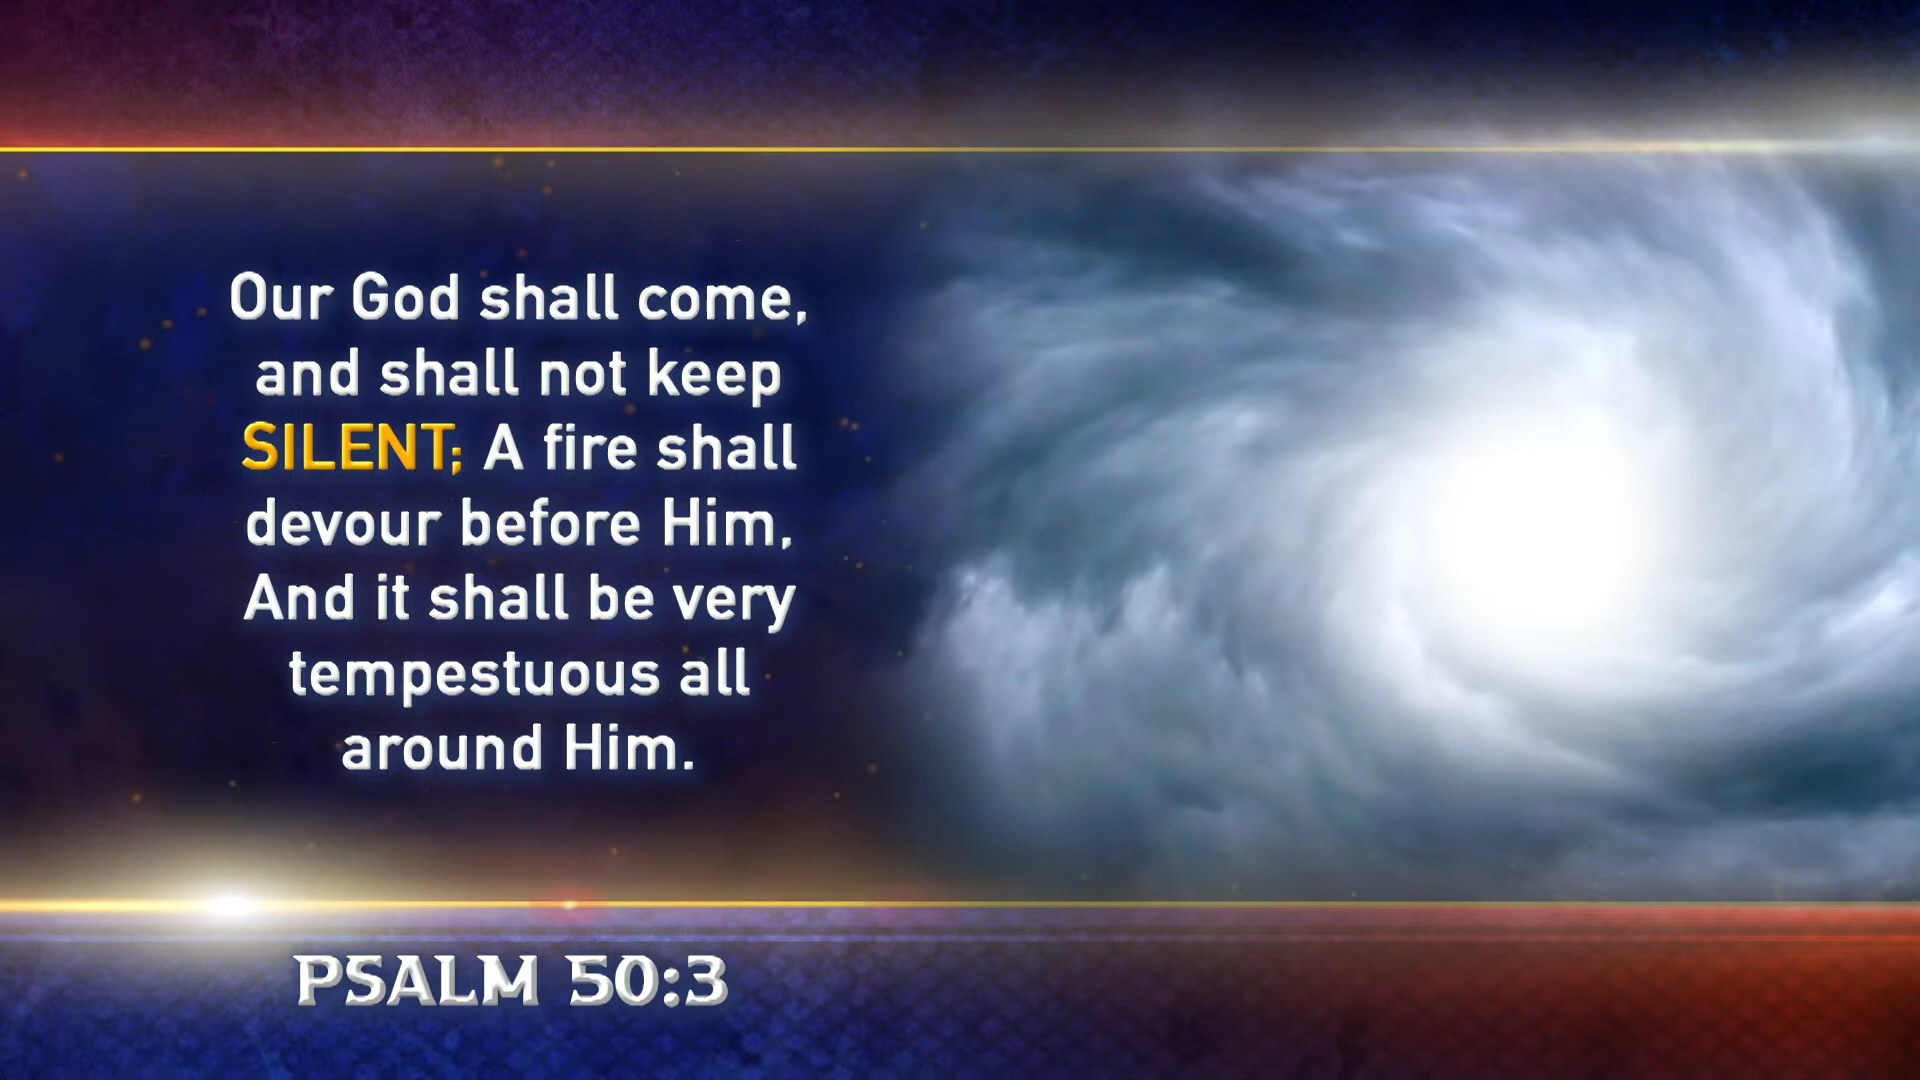 Our God shall come,
and shall not keep
SILENT; A fire shall
devour before Him,
And it shall be very
tempestuous all
around Him.
PSALM 50:3